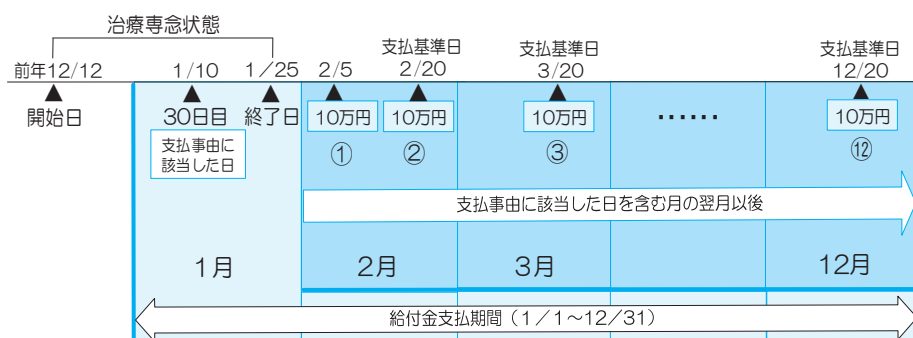 治療専念状態
支払基準日
支払基準日
支払基準日
前年12/12
1/10
1／25
2/5
2/20
3/20
12/20
▲
▲
▲
▲
▲
▲
▲
開始日
30日目
終了日
10万円
10万円
10万円
……
10万円
支払事由に
該当した日
①
②
③
⑫
支払事由に該当した日を含む月の翌月以後
1月
2月
3月
12月
給付金支払期間（1／1～12／31）